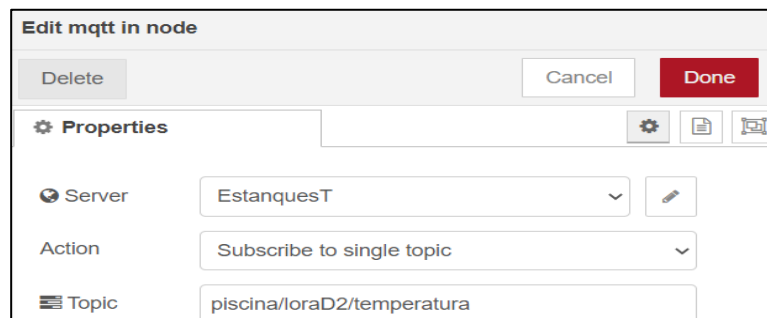 Edit mqtt in node
Delete Cancel Done
Properties
Server EstanquesT
Action Subscribe to single topic
Topic piscina/loraD2/temperatura